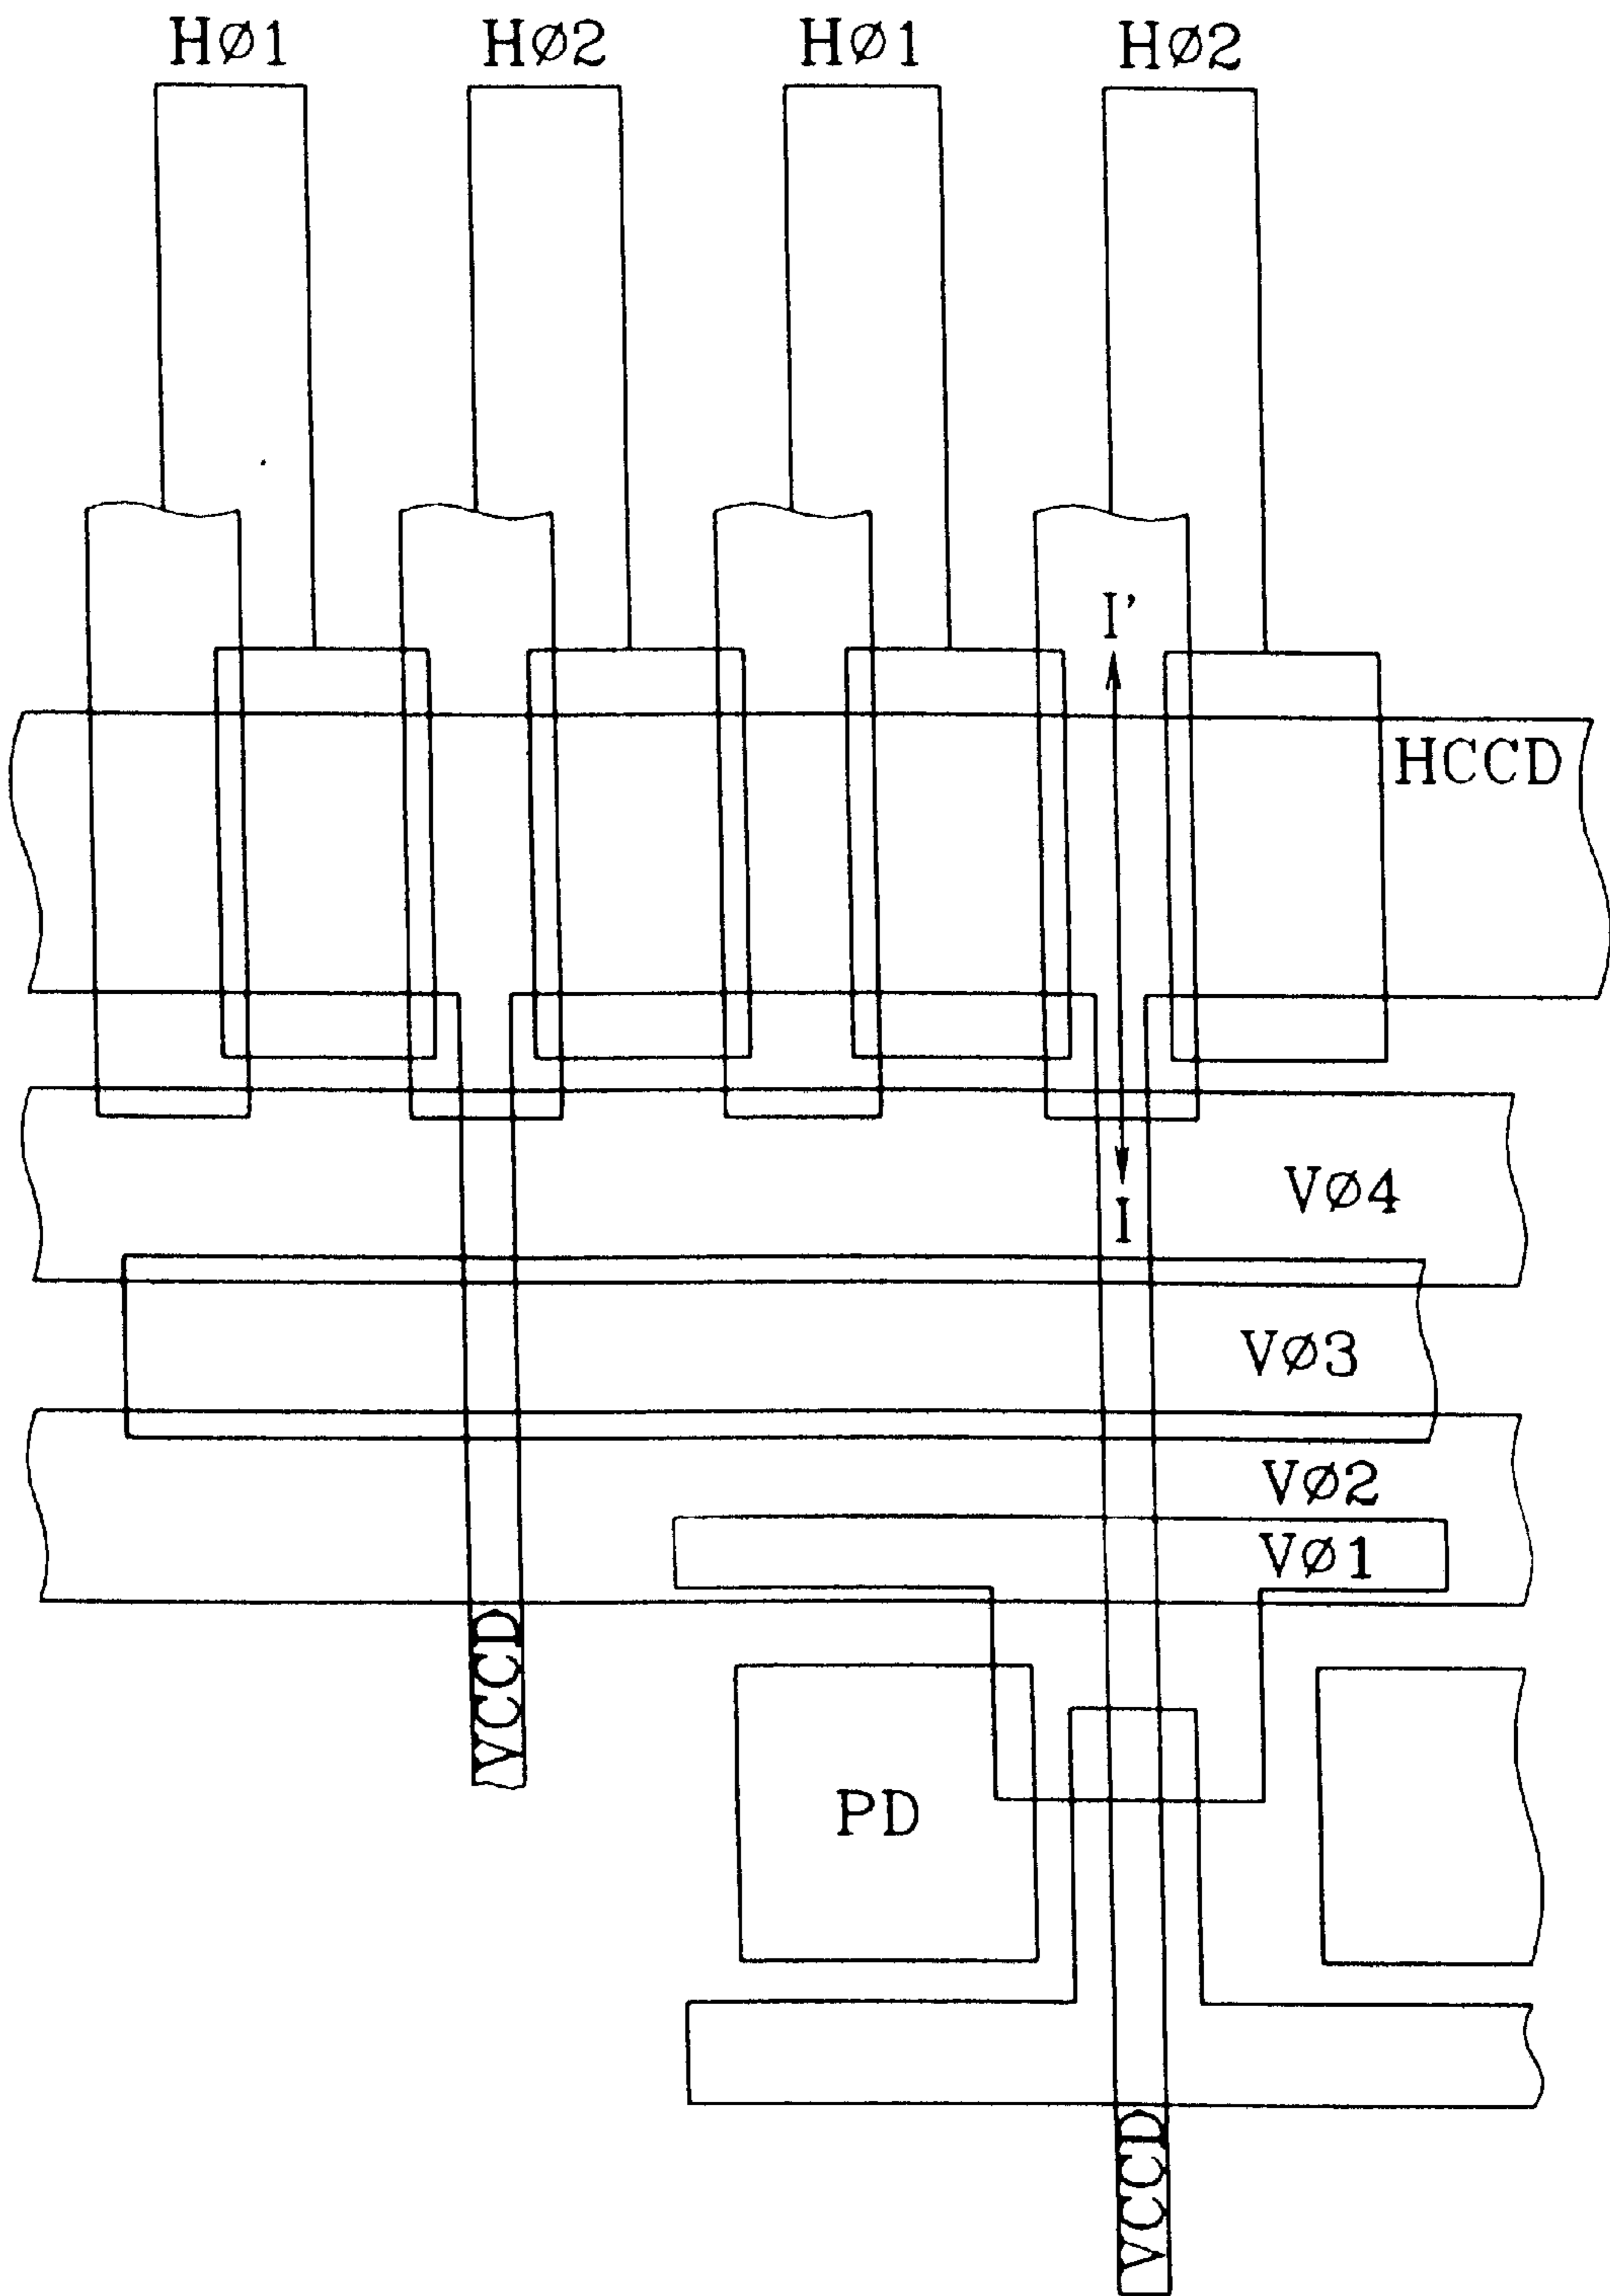 HØ1 HØ2 HØ1 HØ2
I'
HCCD
VØ4
I
VØ3
VØ2
VØ1
VCCD
PD
VCCD